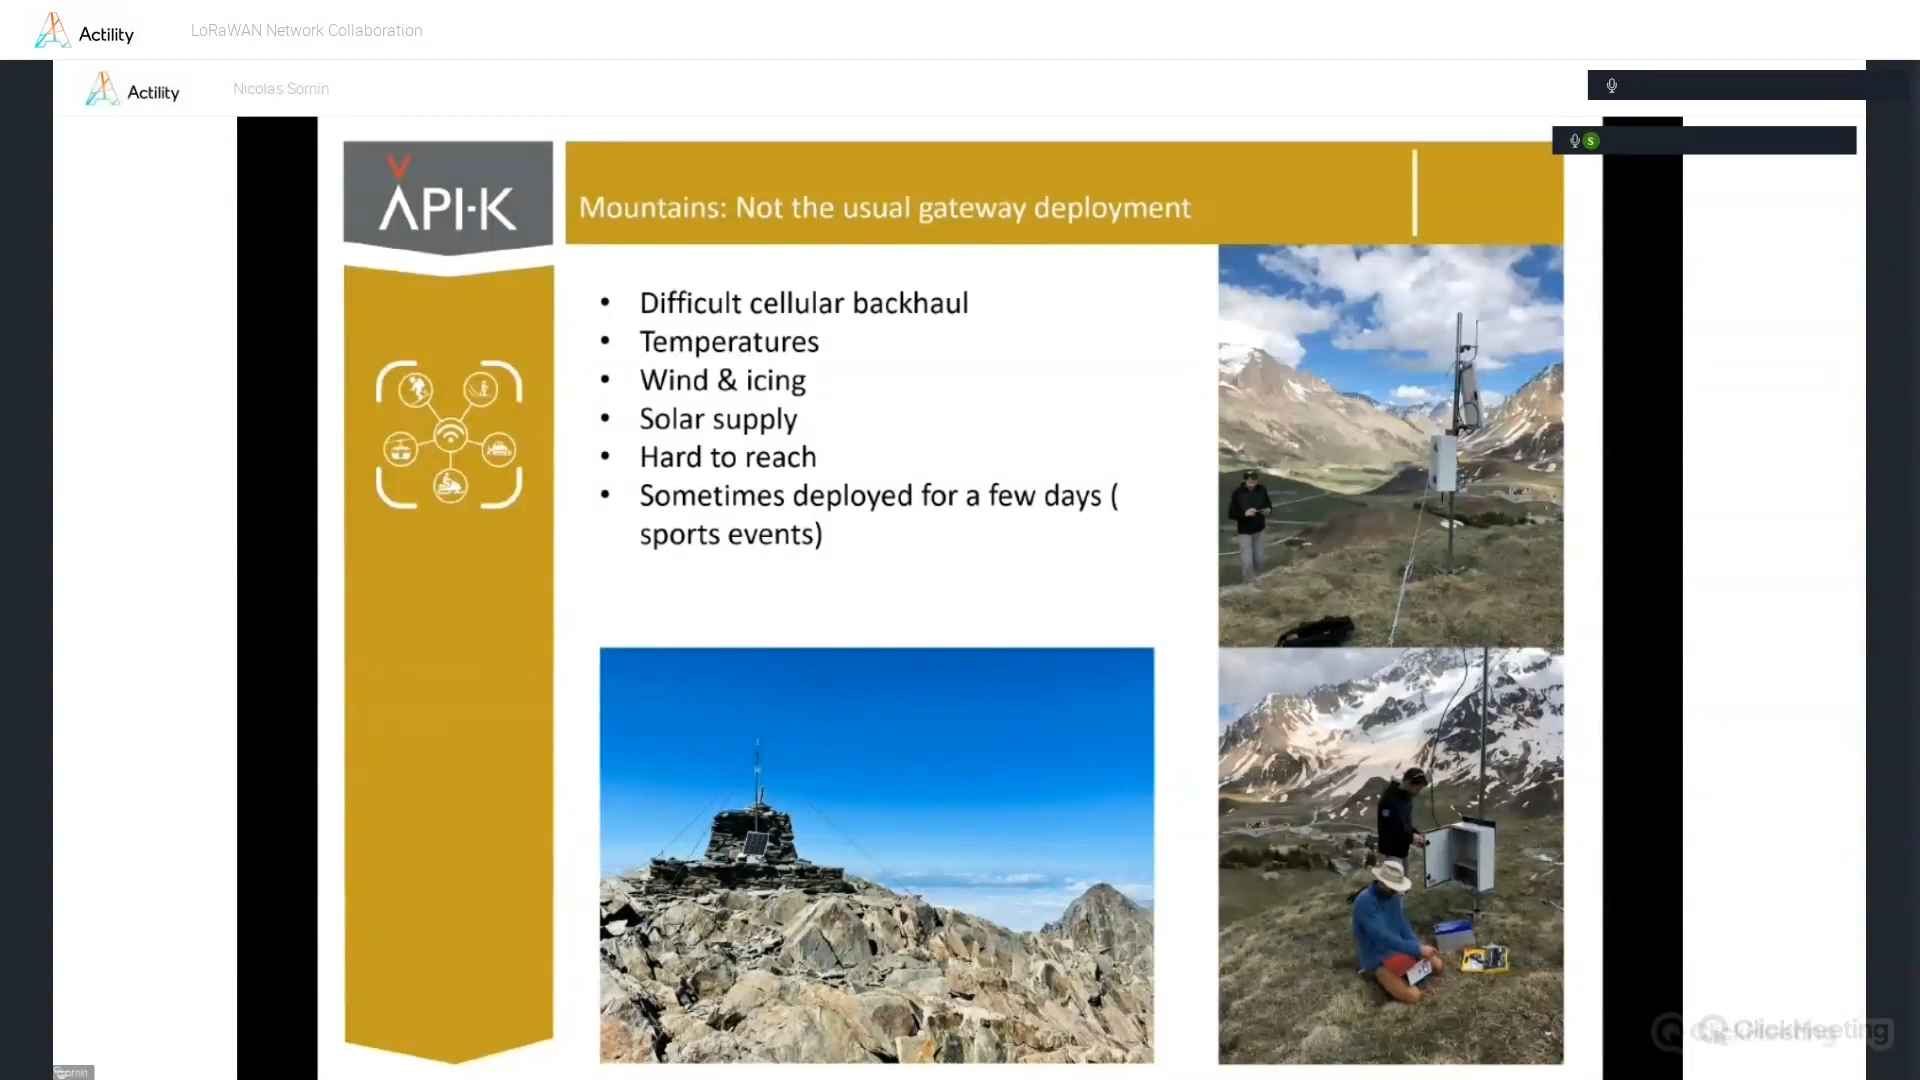 Actility
LoRaWAN Network Collaboration
Actility
Nicolas Sornin
S
API-K
Mountains: Not the usual gateway deployment
• Difficult cellular backhaul
• Temperatures
• Wind & icing
• Solar supply
• Hard to reach
• Sometimes deployed for a few days (
sports events)
ClickMeeting